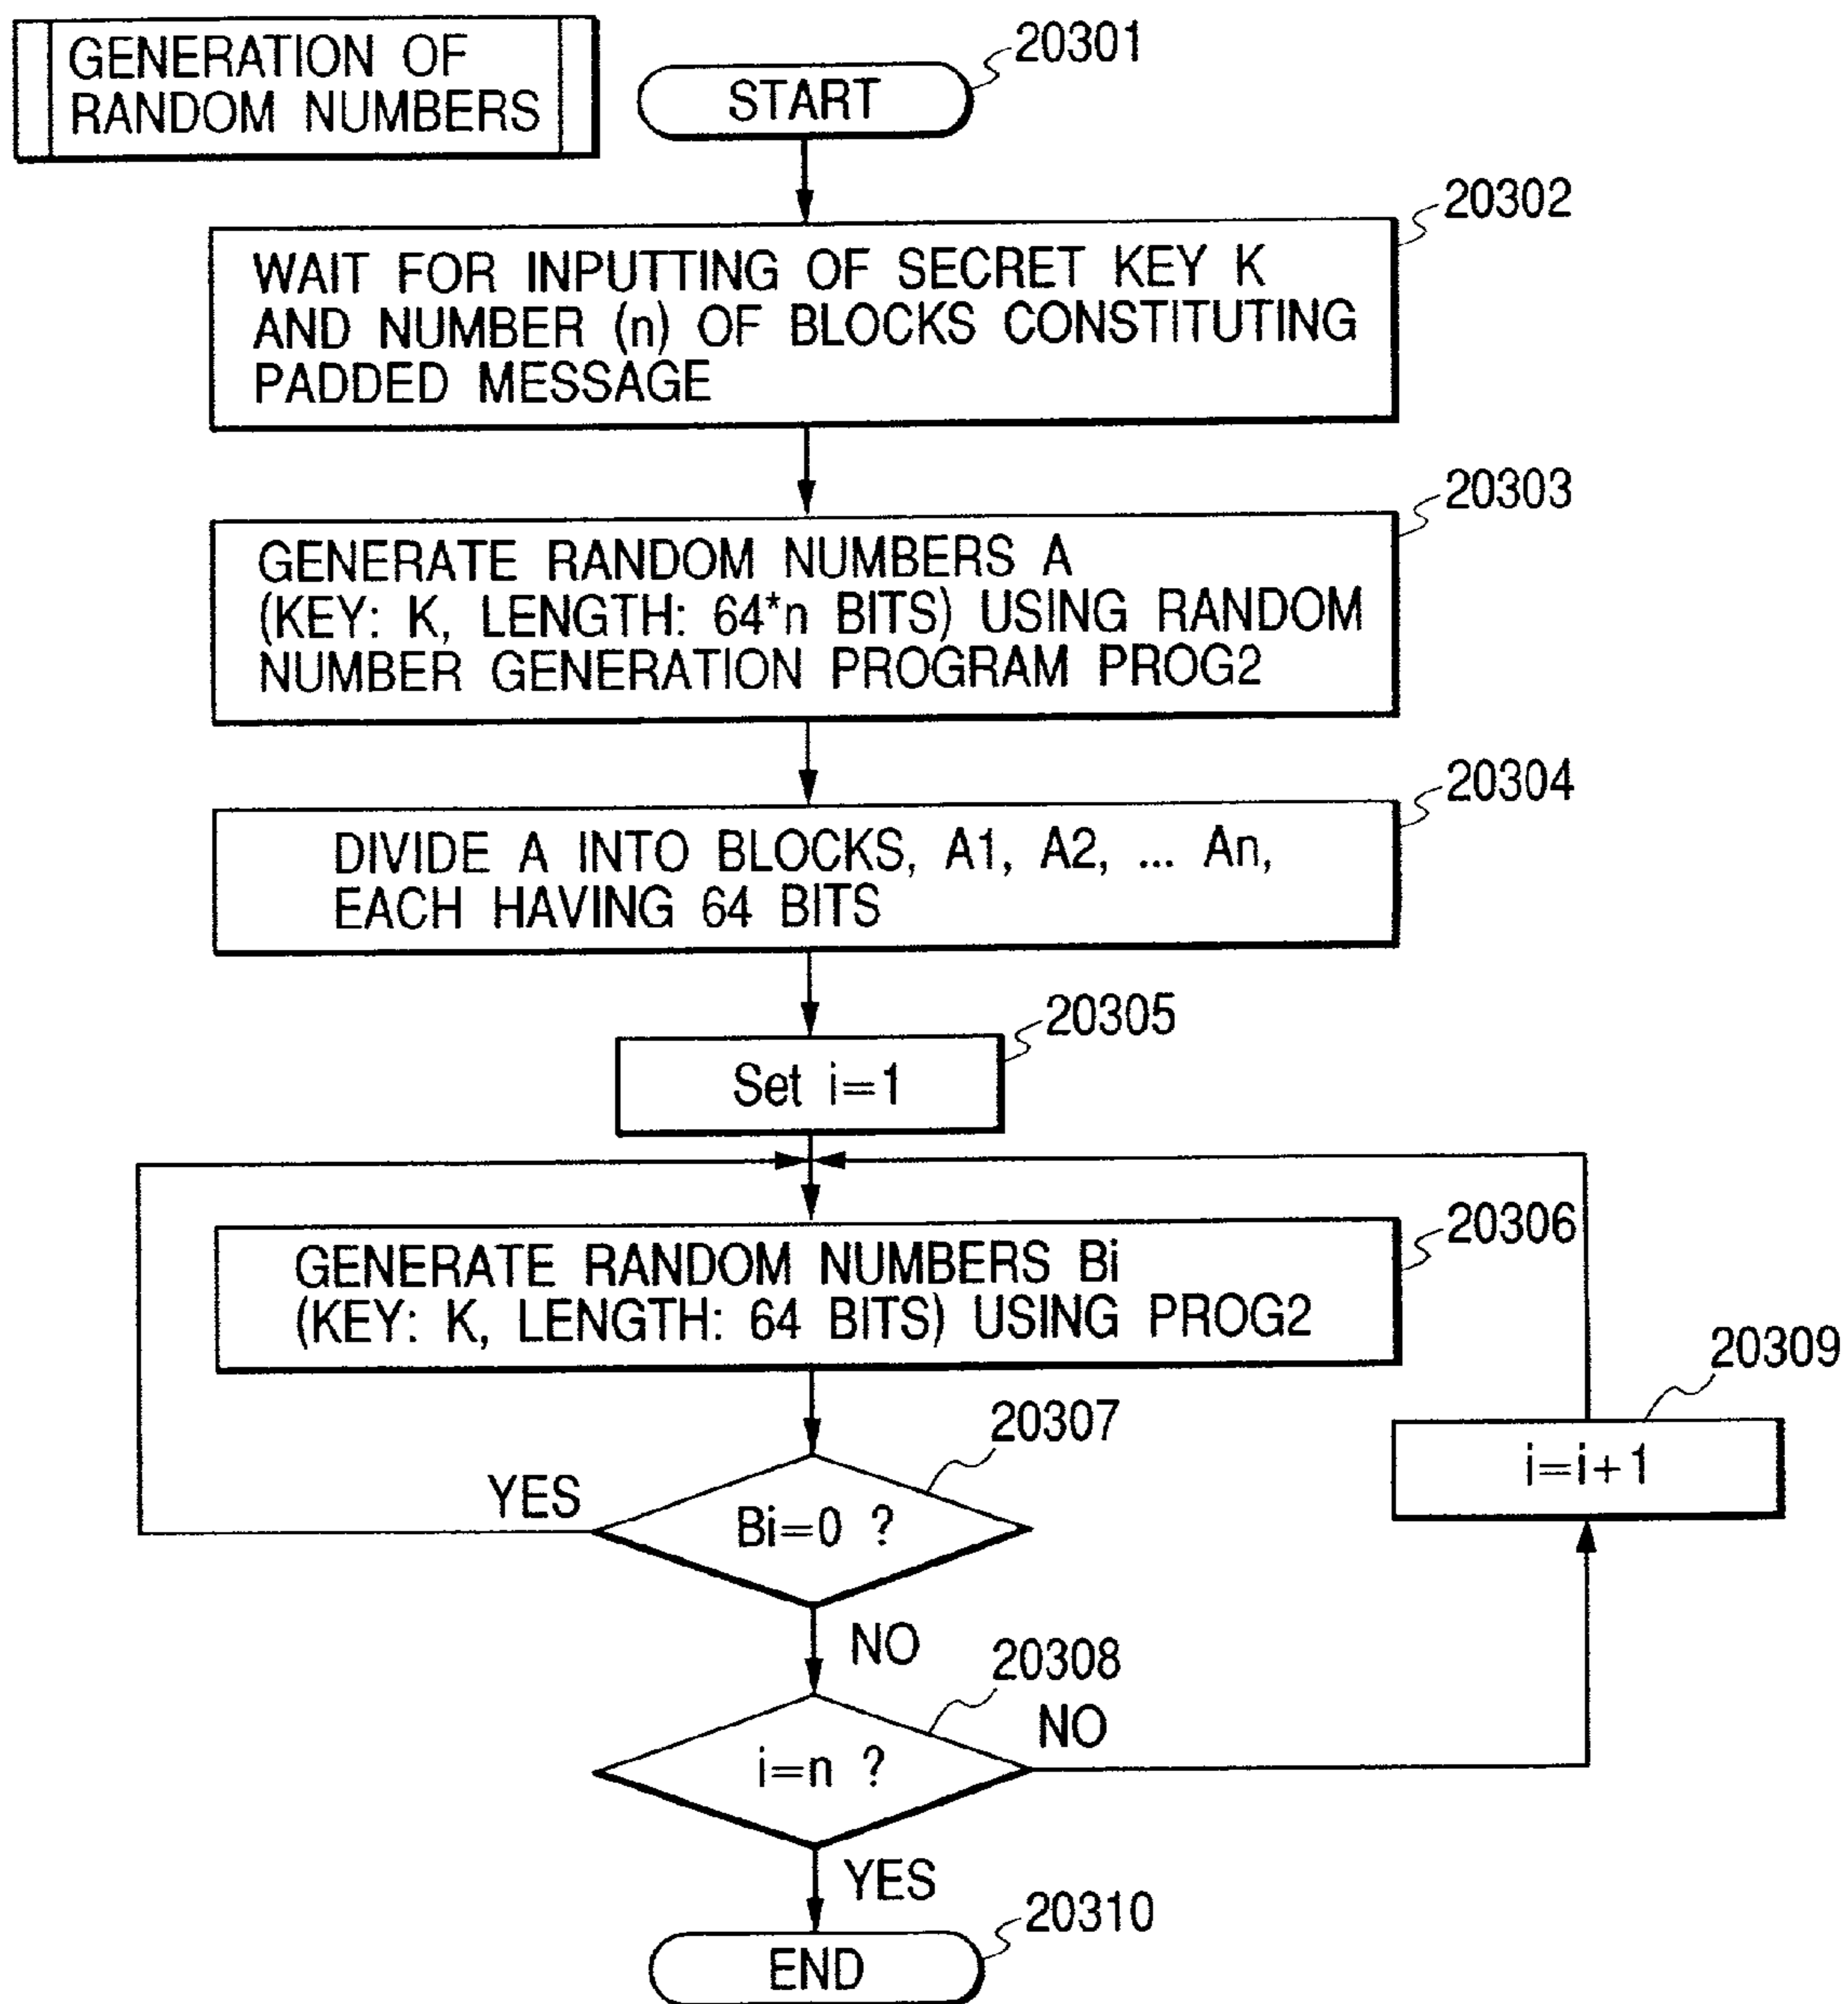 GENERATION OF
RANDOM NUMBERS
START
20301
20302
WAIT FOR INPUTTING OF SECRET KEY K
AND NUMBER (n) OF BLOCKS CONSTITUTING
PADDED MESSAGE
20303
GENERATE RANDOM NUMBERS A
(KEY: K, LENGTH: 64*n BITS) USING RANDOM
NUMBER GENERATION PROGRAM PROG2
20304
DIVIDE A INTO BLOCKS, A1, A2, ... An,
EACH HAVING 64 BITS
20305
Set i=1
20306
GENERATE RANDOM NUMBERS Bi
(KEY: K, LENGTH: 64 BITS) USING PROG2
20309
i=i+1
20307
YES
Bi=0 ?
NO
20308
NO
i=n ?
YES
20310
END